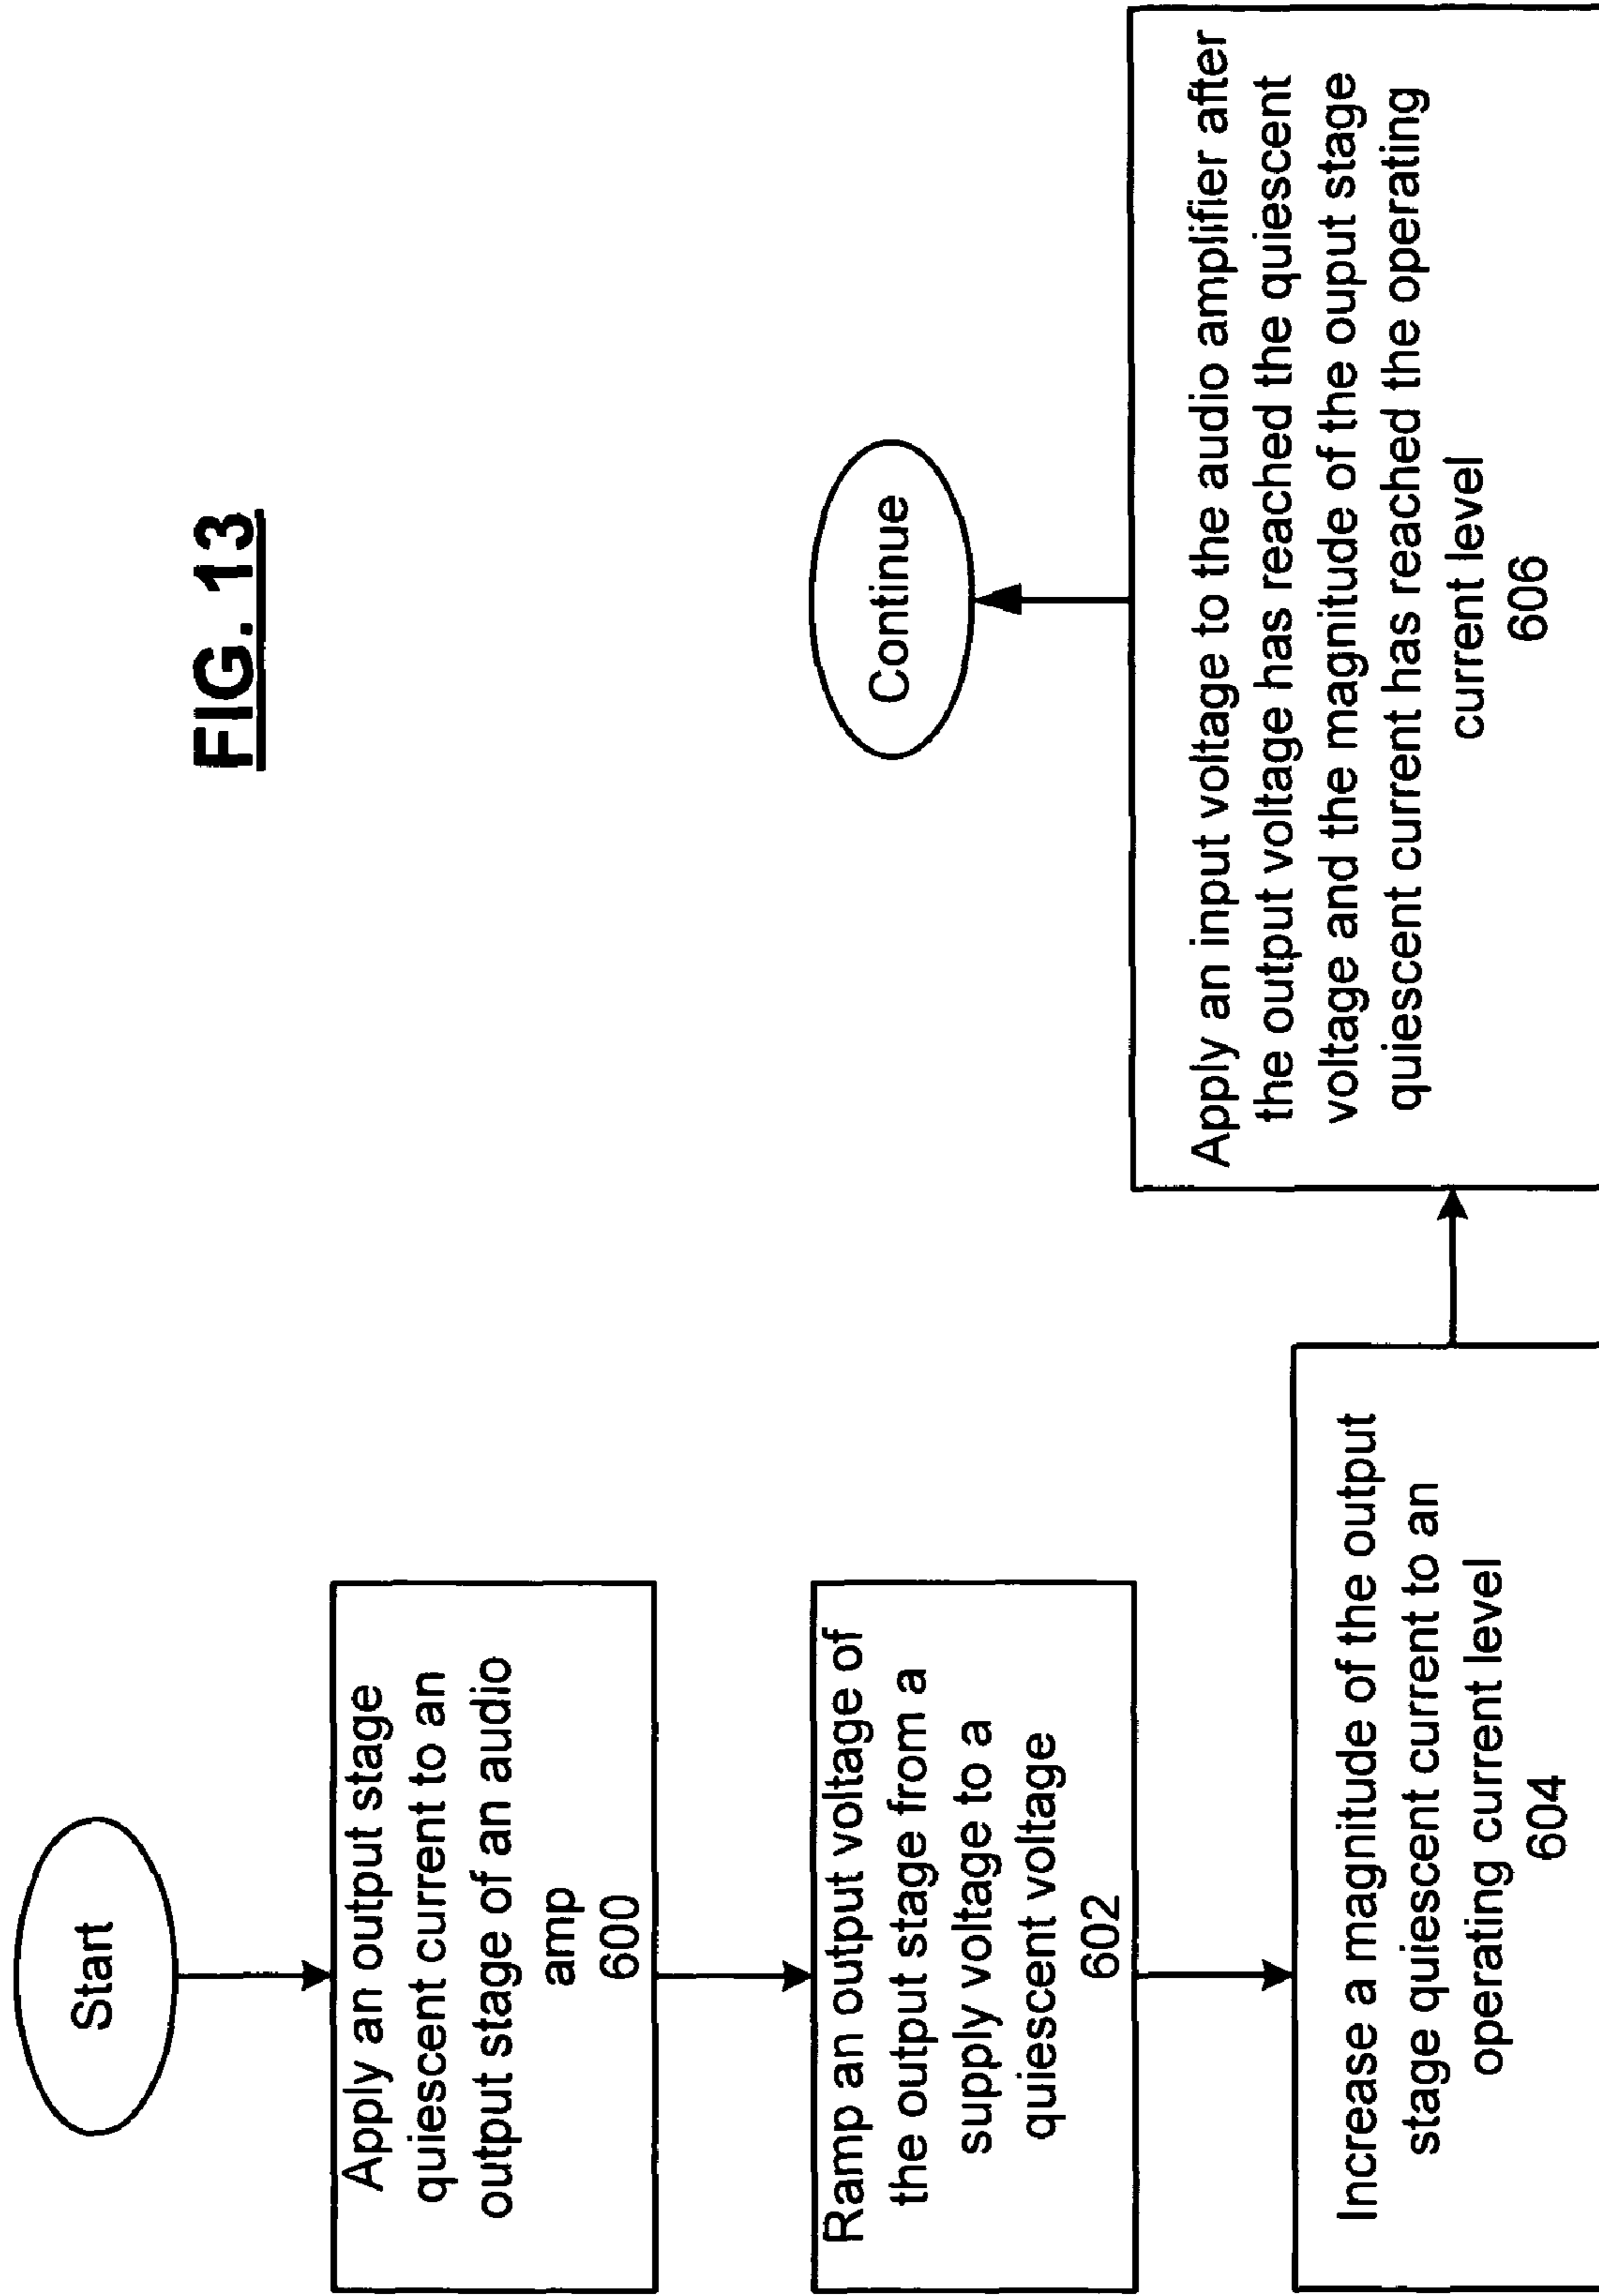 FIG. 13
Start
Apply an output stage
quiescent current to an
output stage of an audio
amp
600
Ramp an output voltage of
the output stage from a
supply voltage to a
quiescent voltage
602
Increase a magnitude of the output
stage quiescent current to an
operating current level
604
Apply an input voltage to the audio amplifier after
the output voltage has reached the quiescent
voltage and the magnitude of the ouput stage
quiescent current has reached the operating
current level
606
Continue